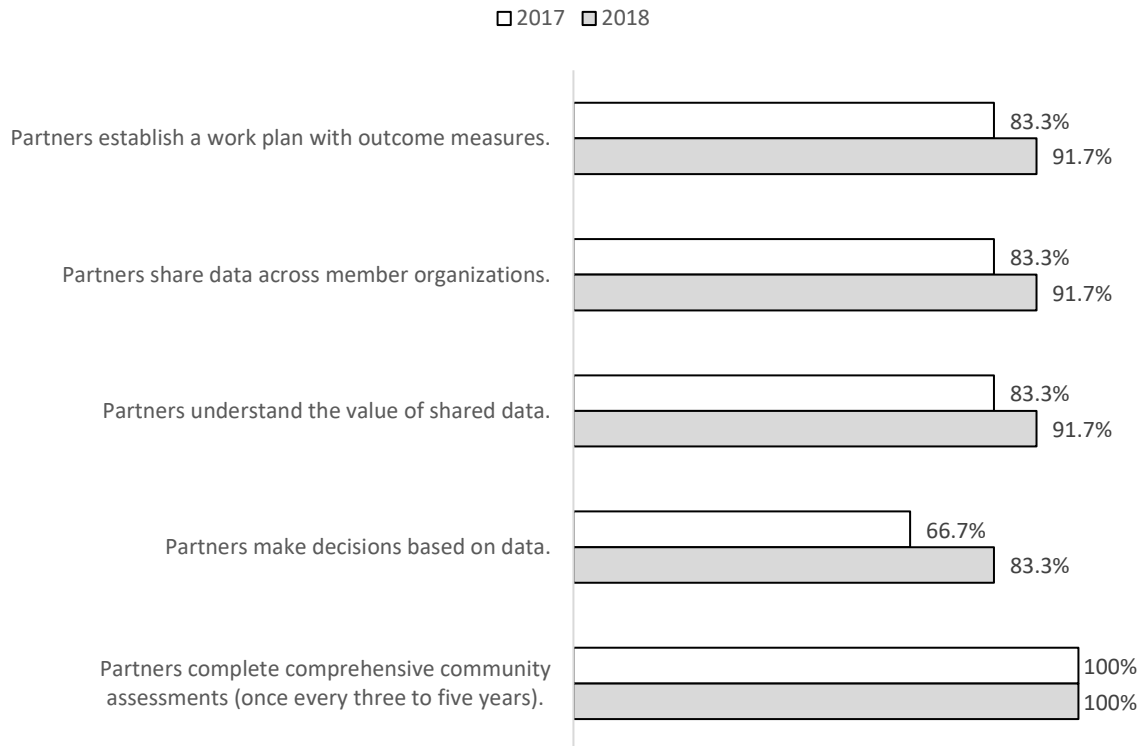 2017 2018
Partners establish a work plan with outcome measures.
83.3%
91.7%
Partners share data across member organizations.
83.3%
91.7%
Partners understand the value of shared data.
83.3%
91.7%
Partners make decisions based on data.
66.7%
83.3%
Partners complete comprehensive community
assessments (once every three to five years).
100%
100%